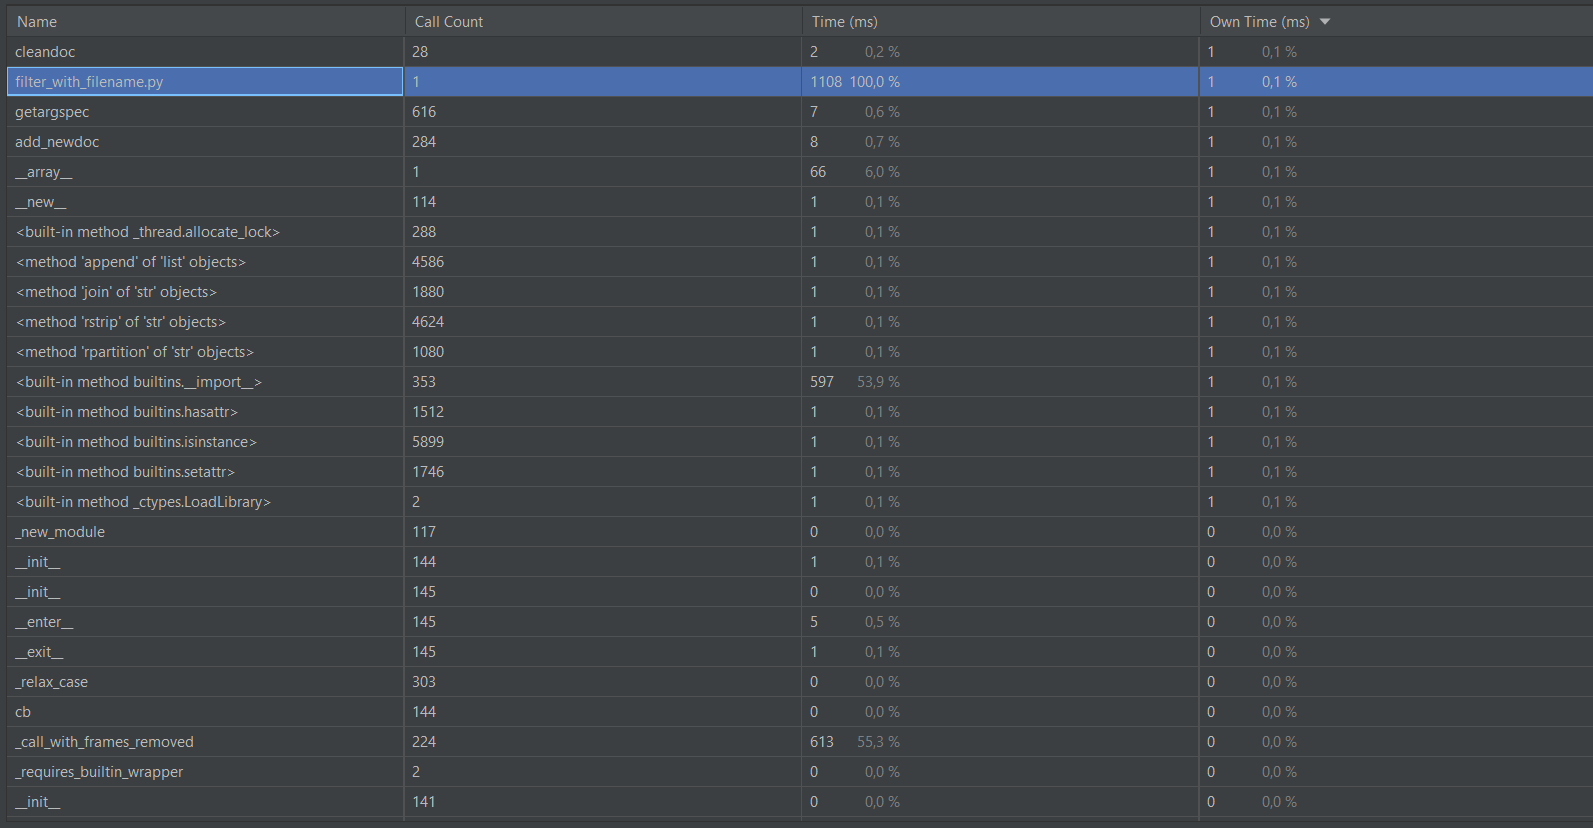 Name Call Count Time (ms) Own Time (ms)
cleandoc 28 2 0,2 % 1 0,1 %
filter_with_filename.py 1 1108 100,0 % 1 0,1 %
getargspec 616 7 0,6 % 1 0,1 %
add_newdoc 284 8 0,7 % 1 0,1 %
__array__ 1 66 6,0 % 1 0,1 %
__new__ 114 1 0,1 % 1 0,1 %
<built-in method _thread.allocate_lock> 288 1 0,1 % 1 0,1 %
<method 'append' of 'list' objects> 4586 1 0,1 % 1 0,1 %
<method 'join' of 'str' objects> 1880 1 0,1 % 1 0,1 %
<method 'rstrip' of 'str' objects> 4624 1 0,1 % 1 0,1 %
<method 'rpartition' of 'str' objects> 1080 1 0,1 % 1 0,1 %
<built-in method builtins.__import__> 353 597 53,9 % 1 0,1 %
<built-in method builtins.hasattr> 1512 1 0,1 % 1 0,1 %
<built-in method builtins.isinstance> 5899 1 0,1 % 1 0,1 %
<built-in method builtins.setattr> 1746 1 0,1 % 1 0,1 %
<built-in method _ctypes.LoadLibrary> 2 1 0,1 % 1 0,1 %
_new_module 117 0 0,0 % 0 0,0 %
__init__ 144 1 0,1 % 0 0,0 %
__init__ 145 0 0,0 % 0 0,0 %
__enter__ 145 5 0,5 % 0 0,0 %
__exit__ 145 1 0,1 % 0 0,0 %
_relax_case 303 0 0,0 % 0 0,0 %
cb 144 0 0,0 % 0 0,0 %
_call_with_frames_removed 224 613 55,3 % 0 0,0 %
_requires_builtin_wrapper 2 0 0,0 % 0 0,0 %
__init__ 141 0 0,0 % 0 0,0 %